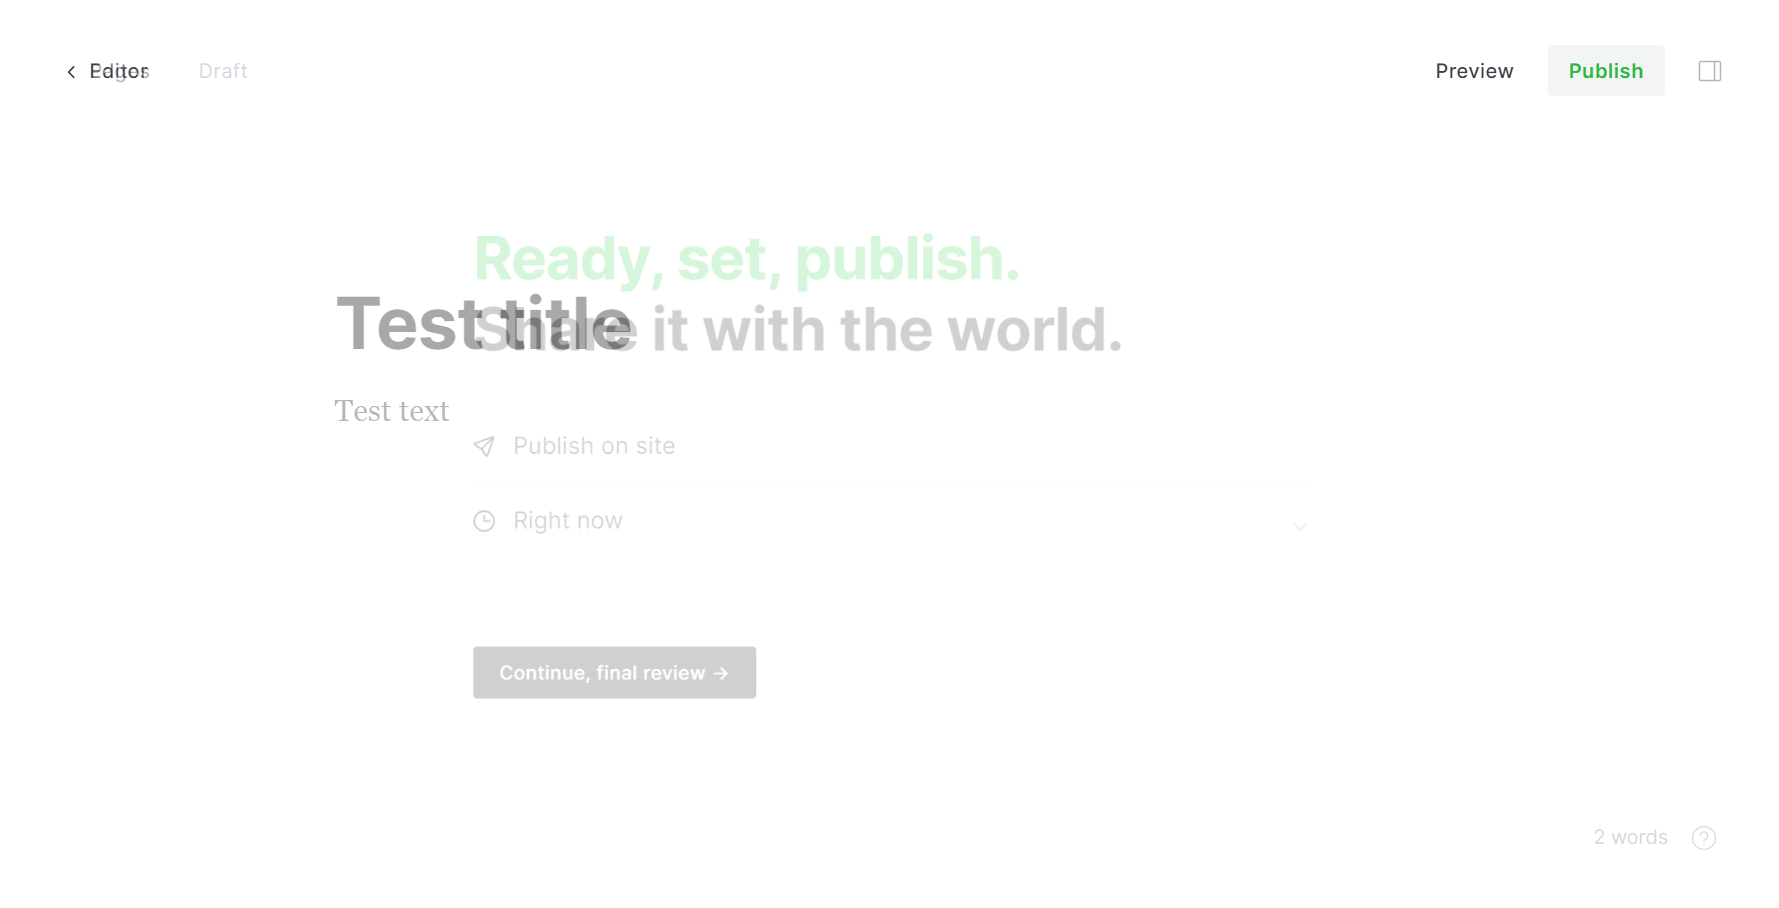 Editor
Pages
Draft
Preview
Publish
Ready, set, publish.
Share it with the world.
Test title
Test text
Publish on site
Right now
Continue, final review →
2 words
?